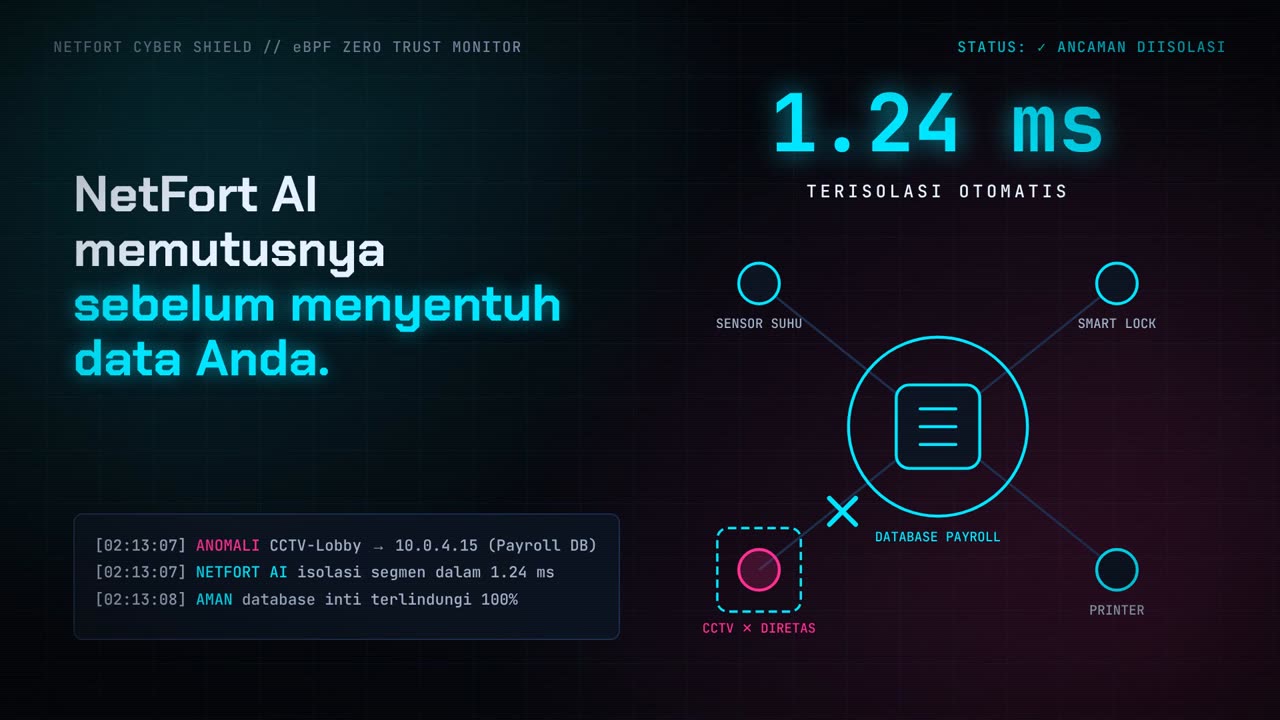 NETFORT CYBER SHIELD // eBPF ZERO TRUST MONITOR
STATUS: ✓ ANCAMAN DIISOLASI
1.24 ms
TERISOLASI OTOMATIS
NetFort AI
memutusnya
sebelum menyentuh
data Anda.
SENSOR SUHU
SMART LOCK
DATABASE PAYROLL
CCTV × DIRETAS
PRINTER
[02:13:07] ANOMALI CCTV-Lobby → 10.0.4.15 (Payroll DB)
[02:13:07] NETFORT AI isolasi segmen dalam 1.24 ms
[02:13:08] AMAN database inti terlindungi 100%